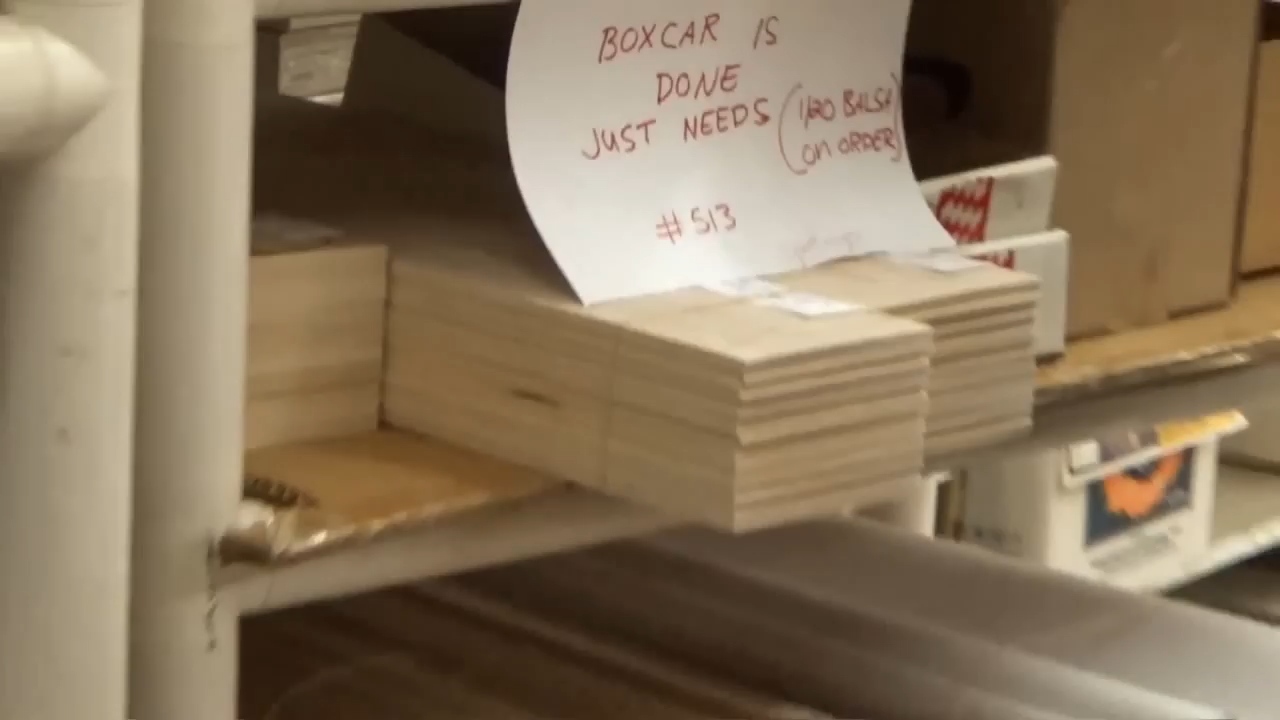 BOXCAR IS
DONE
JUST NEEDS (1/20 BALSA
on ORDER)
#513